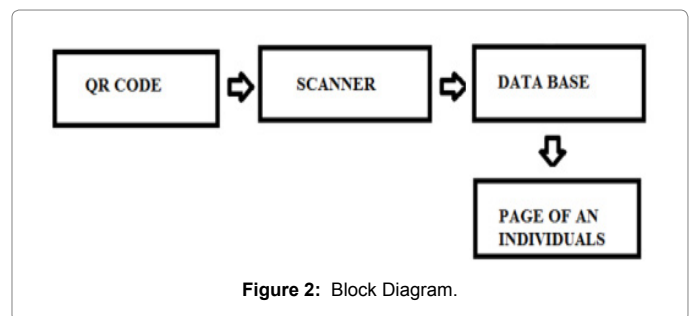 QR CODE
SCANNER
DATA BASE
PAGE OF AN
INDIVIDUALS
Figure 2: Block Diagram.